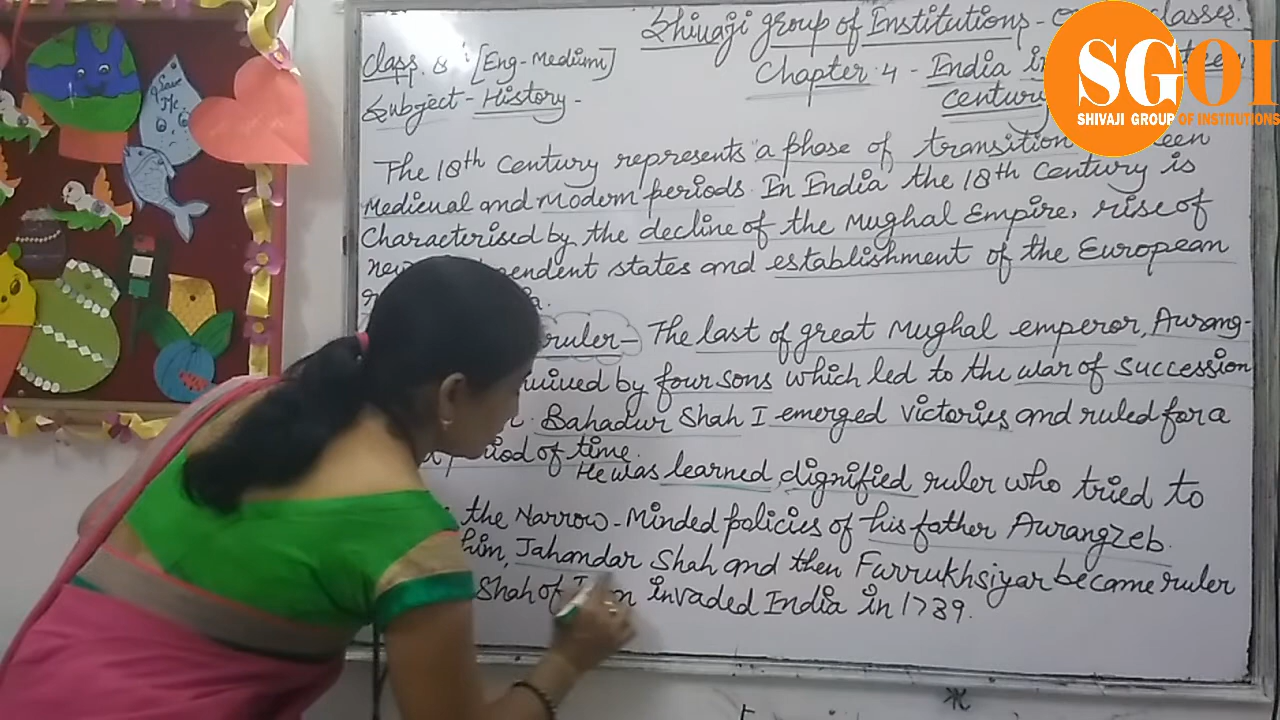 Shivaji group of Institutions - classes.
Class. 8 [Eng-Medium]
Chapter. 4 - India in
Subject - History -
century
SGOI
SHIVAJI GROUP OF INSTITUTIONS
Save Me
The 18th Century represents a phase of transition
Medieval and modern periods. In India the 18th Century is
Characterised by the decline of the Mughal Empire, rise of
states and establishment of the European
ruler - The last of great Mughal emperor, Aurang-
by four sons which led to the war of succession
Bahadur Shah I emerged victories and ruled for a
of time.
He was learned, dignified ruler who tried to
the Narrow-Minded policies of his father Aurangzeb.
him, Jahandar Shah and then Farrukhsiyar became ruler
Shah of invaded India in 1739.